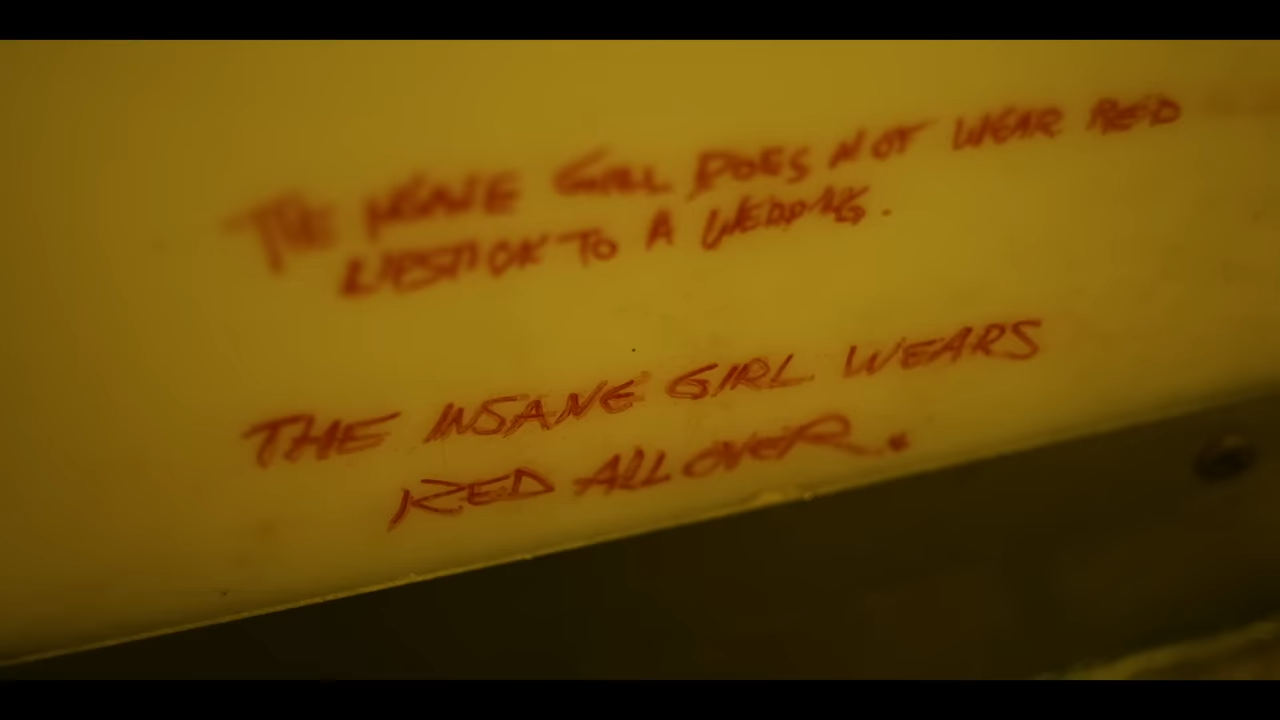 THE INSANE GIRL DOES NOT WEAR RED
LIPSTICK TO A WEDDING.
THE INSANE GIRL WEARS
RED ALL OVER.